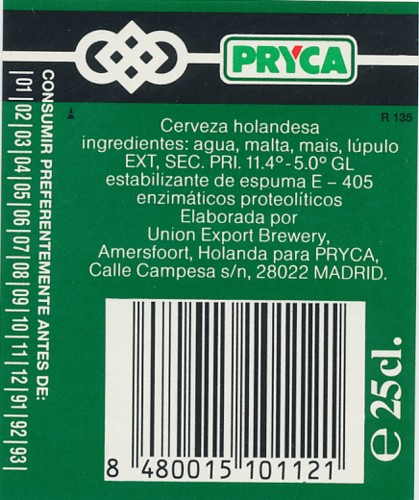 PRYCA
R 135
Cerveza holandesa
ingredientes: agua, malta, mais, lúpulo
EXT, SEC. PRI. 11.4º - 5.0º GL
estabilizante de espuma E – 405
enzimáticos proteolíticos
Elaborada por
Union Export Brewery,
Amersfoort, Holanda para PRYCA,
Calle Campesa s/n, 28022 MADRID.
CONSUMIR PREFERENTEMENTE ANTES DE:
|01|02|03|04|05|06|07|08|09|10|11|12|91|92|93|
8 480015 101121
e 25cl.